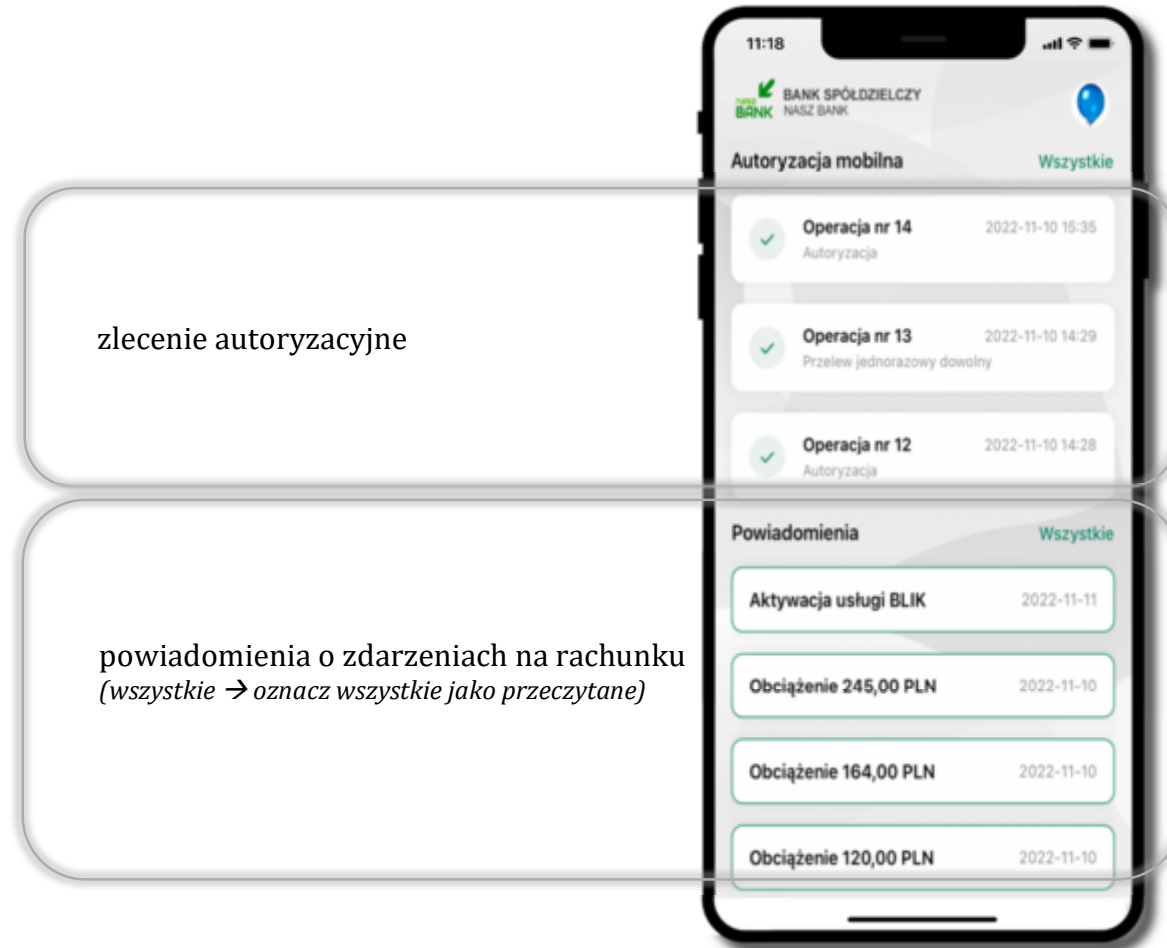 11:18
NASZ BANK BANK SPÓŁDZIELCZY
NASZ BANK
Autoryzacja mobilna Wszystkie
Operacja nr 14 2022-11-10 15:35
Autoryzacja
zlecenie autoryzacyjne
Operacja nr 13 2022-11-10 14:29
Przelew jednorazowy dowolny
Operacja nr 12 2022-11-10 14:28
Autoryzacja
Powiadomienia Wszystkie
Aktywacja usługi BLIK 2022-11-11
powiadomienia o zdarzeniach na rachunku
(wszystkie → oznacz wszystkie jako przeczytane)
Obciążenie 245,00 PLN 2022-11-10
Obciążenie 164,00 PLN 2022-11-10
Obciążenie 120,00 PLN 2022-11-10